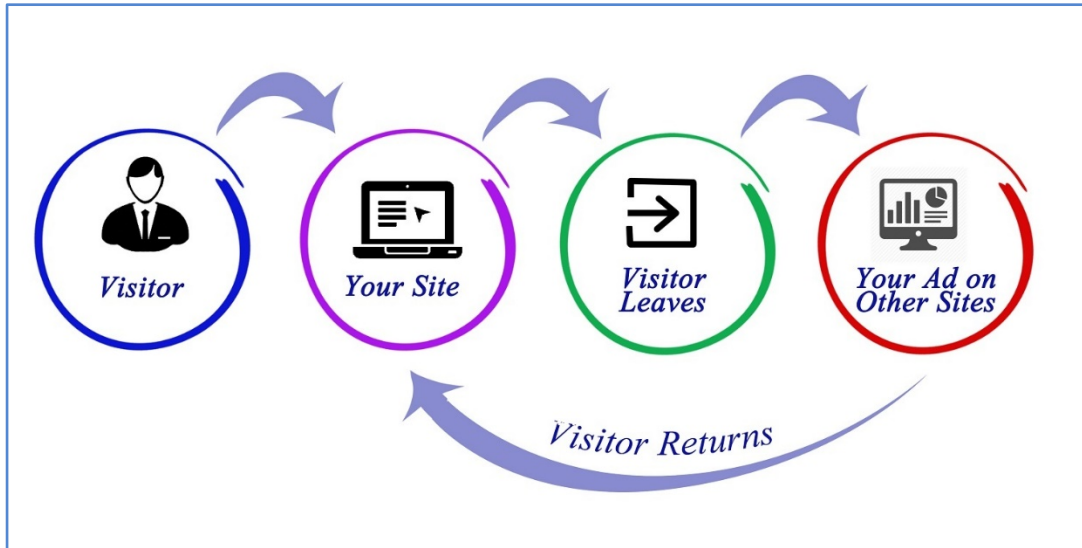 Visitor
Your Site
Visitor
Leaves
Your Ad on
Other Sites
Visitor Returns